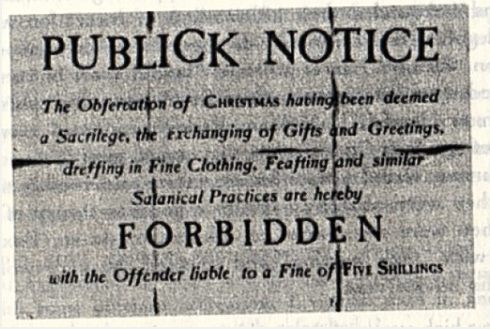 PUBLICK NOTICE
The Obſervation of CHRISTMAS having been deemed
a Sacrilege, the exchanging of Gifts and Greetings,
dreſſing in Fine Clothing, Feaſting and similar
Satanical Practices are hereby
FORBIDDEN
with the Offender liable to a Fine of FIVE SHILLINGS